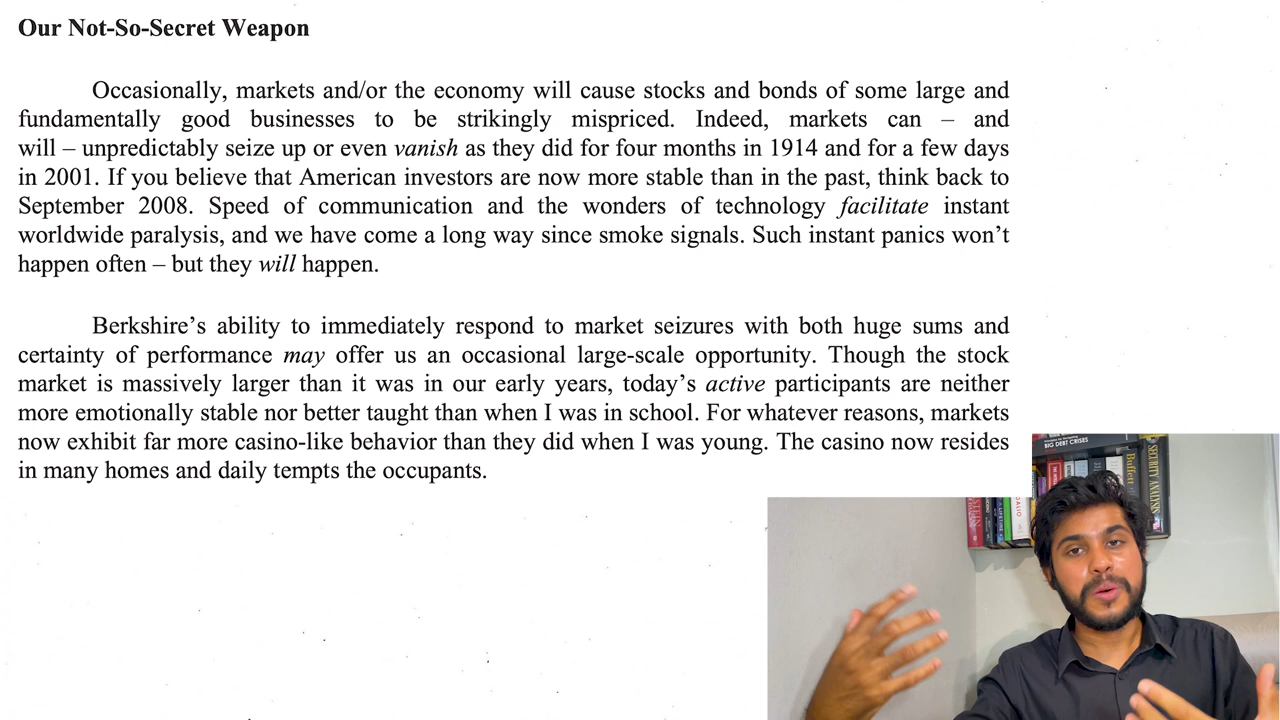 Our Not-So-Secret Weapon
Occasionally, markets and/or the economy will cause stocks and bonds of some large and
fundamentally good businesses to be strikingly mispriced. Indeed, markets can – and
will – unpredictably seize up or even vanish as they did for four months in 1914 and for a few days
in 2001. If you believe that American investors are now more stable than in the past, think back to
September 2008. Speed of communication and the wonders of technology facilitate instant
worldwide paralysis, and we have come a long way since smoke signals. Such instant panics won’t
happen often – but they will happen.
Berkshire’s ability to immediately respond to market seizures with both huge sums and
certainty of performance may offer us an occasional large-scale opportunity. Though the stock
market is massively larger than it was in our early years, today’s active participants are neither
more emotionally stable nor better taught than when I was in school. For whatever reasons, markets
now exhibit far more casino-like behavior than they did when I was young. The casino now resides
in many homes and daily tempts the occupants.
BIG DEBT CRISES
Buffett
SECURITY ANALYSIS
DALIO